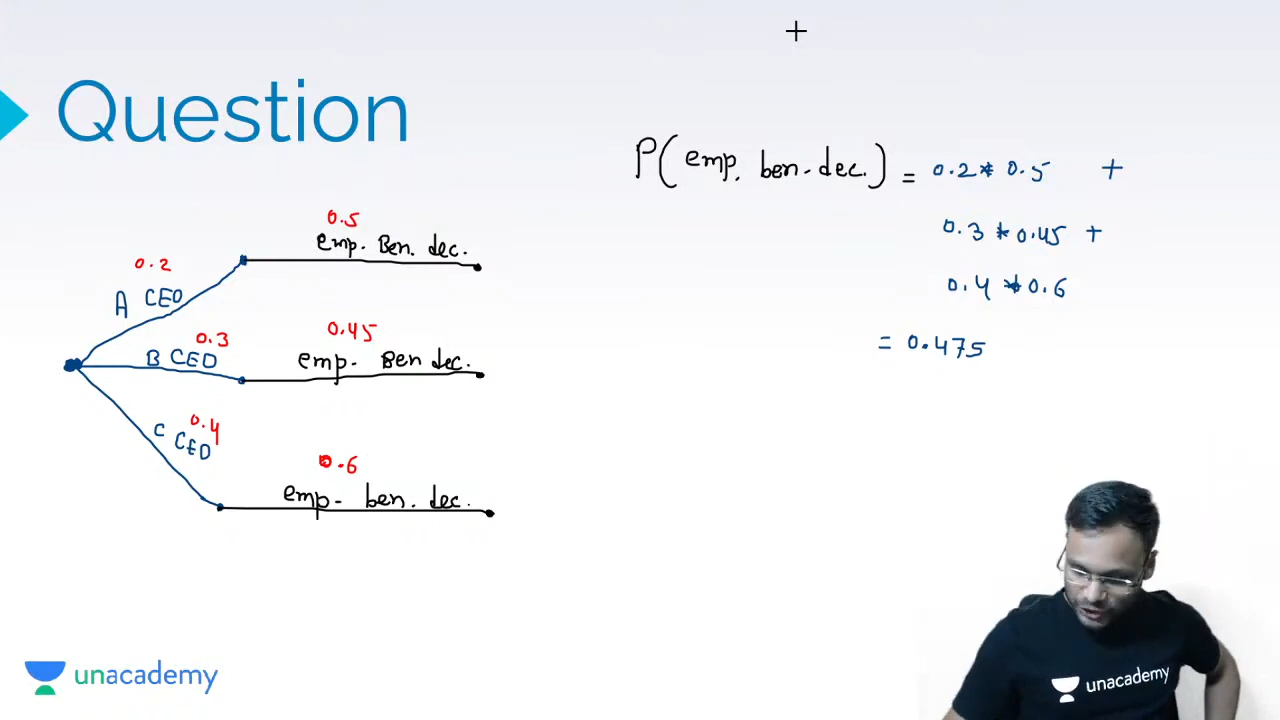 Question
P(emp. ben. dec.) = 0.2 * 0.5 +
0.3 * 0.45 +
0.4 * 0.6
= 0.475
0.5
emp. Ben. dec.
0.2
A CEO
0.3
B CEO
0.45
emp- Ben dec.
0.4
C CEO
0.6
emp- ben. dec.
unacademy
unacademy